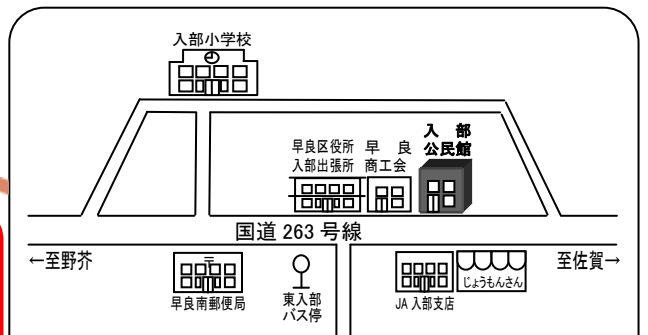 入部小学校
早良区役所
入部出張所
早 良
商工会
入 部
公民館
国道 263 号線
←至野芥
至佐賀→
〒
早良南郵便局
東入部
バス停
JA 入部支店
じょうもんさん